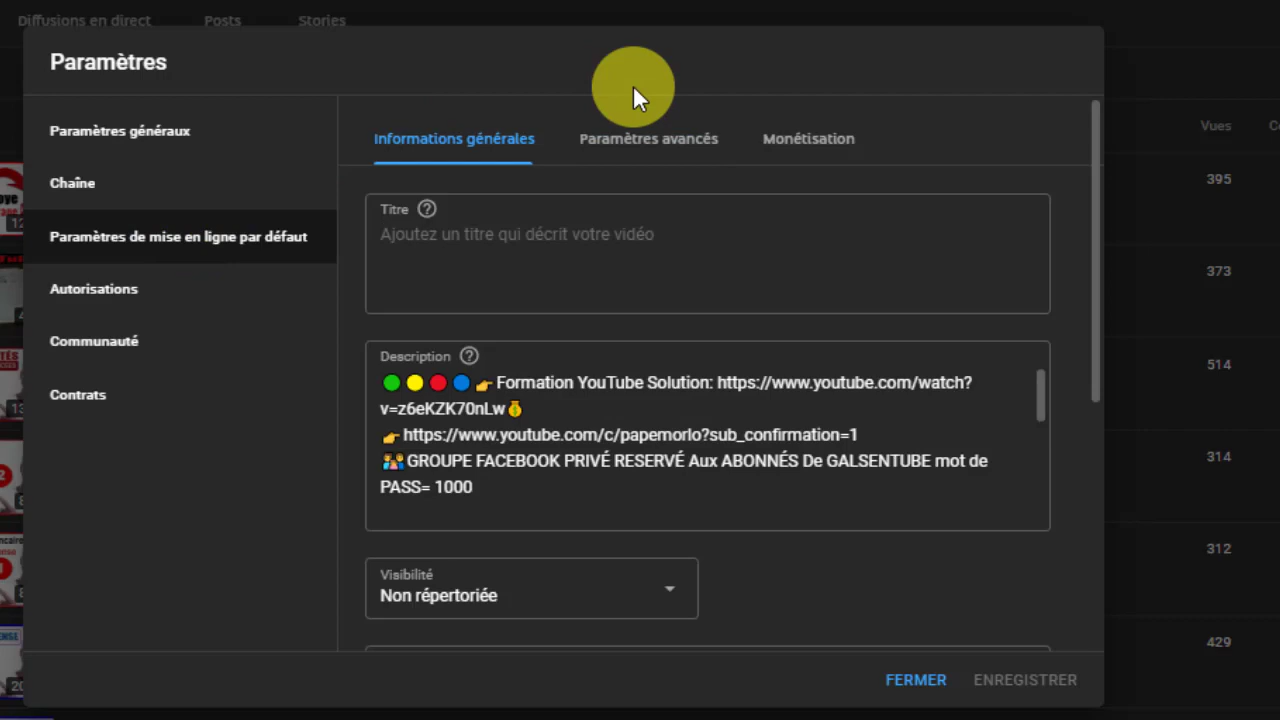 Diffusions en direct Posts Stories
Paramètres
Paramètres généraux
Chaîne
Paramètres de mise en ligne par défaut
Autorisations
Communauté
Contrats
Informations générales Paramètres avancés Monétisation
Titre
Ajoutez un titre qui décrit votre vidéo
Description
🟢🟡🔴🔵👉Formation YouTube Solution: https://www.youtube.com/watch?
v=z6eKZK70nLw💰
👉https://www.youtube.com/c/papemorlo?sub_confirmation=1
👫GROUPE FACEBOOK PRIVÉ RESERVÉ Aux ABONNÉS De GALSENTUBE mot de
PASS= 1000
Visibilité
Non répertoriée
FERMER ENREGISTRER
Vues
395
373
514
314
312
429